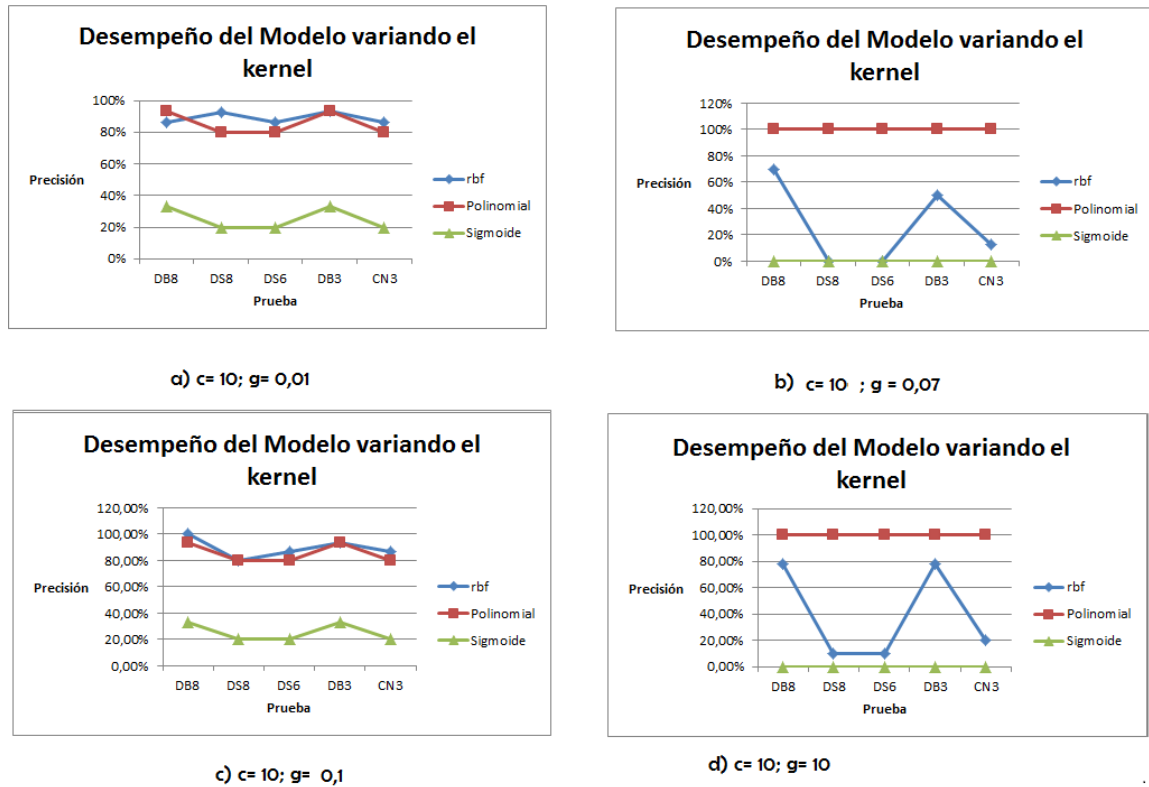 Desempeño del Modelo variando el
kernel
100%
80%
60%
40%
20%
0%
Precisión
DB8 DS8 DS6 DB3 CN3
Prueba
rbf
Polinomial
Sigmoide
a) c= 10; g= 0,01
Desempeño del Modelo variando el
kernel
120%
100%
80%
60%
40%
20%
0%
Precisión
DB8 DS8 DS6 DB3 CN3
Prueba
rbf
Polinomial
Sigmoide
b) c= 10 ; g = 0,07
Desempeño del Modelo variando el
kernel
120,00%
100,00%
80,00%
60,00%
40,00%
20,00%
0,00%
Precisión
DB8 DS8 DS6 DB3 CN3
Prueba
rbf
Polinomial
Sigmoide
c) c= 10; g= 0,1
Desempeño del Modelo variando el
kernel
120,00%
100,00%
80,00%
60,00%
40,00%
20,00%
0,00%
Precisión
DB8 DS8 DS6 DB3 CN3
Prueba
rbf
Polinomial
Sigmoide
d) c= 10; g= 10
.